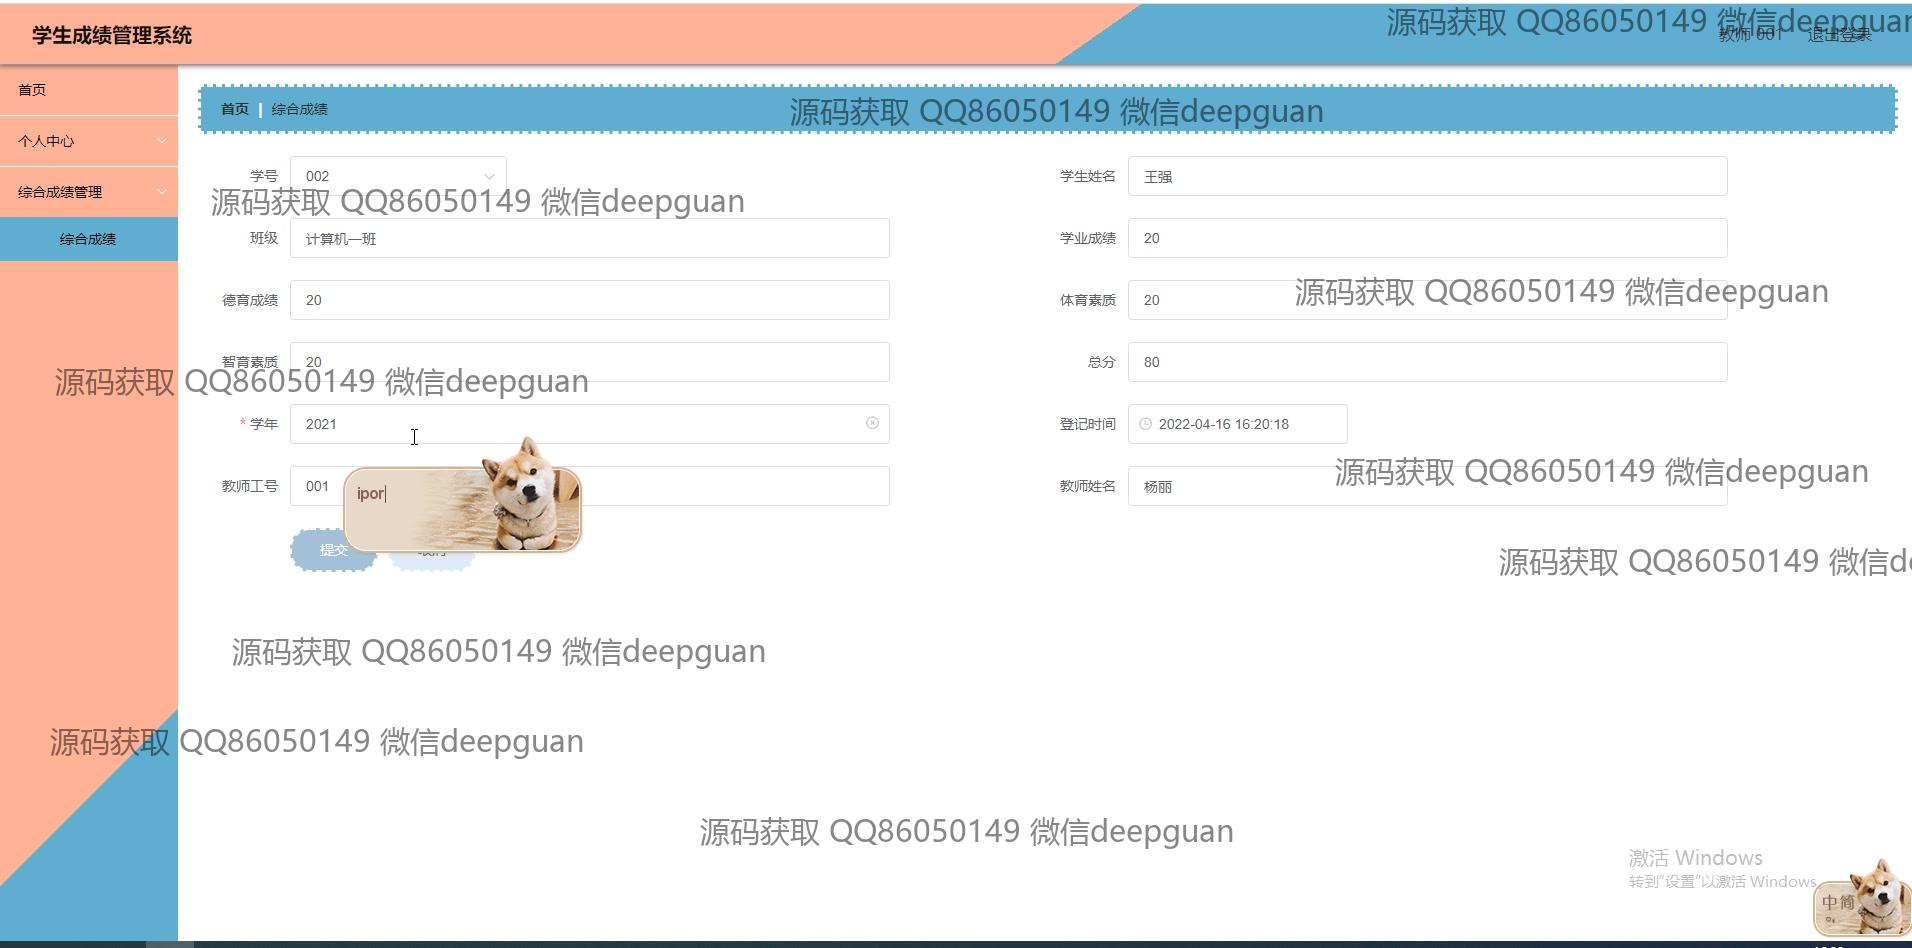 学生成绩管理系统
源码获取 QQ86050149 微信deepguan
教师 001 退出登录
首页
首页 | 综合成绩
源码获取 QQ86050149 微信deepguan
个人中心
学号 002
学生姓名 王强
综合成绩管理
源码获取 QQ86050149 微信deepguan
综合成绩
班级 计算机一班
学业成绩 20
德育成绩 20
体育素质 20
源码获取 QQ86050149 微信deepguan
智育素质 20
总分 80
源码获取 QQ86050149 微信deepguan
* 学年 2021
登记时间 2022-04-16 16:20:18
源码获取 QQ86050149 微信deepguan
教师工号 001
教师姓名 杨丽
ipor
提交
源码获取 QQ86050149 微信de
源码获取 QQ86050149 微信deepguan
源码获取 QQ86050149 微信deepguan
源码获取 QQ86050149 微信deepguan
激活 Windows
转到“设置”以激活 Windows
中 简